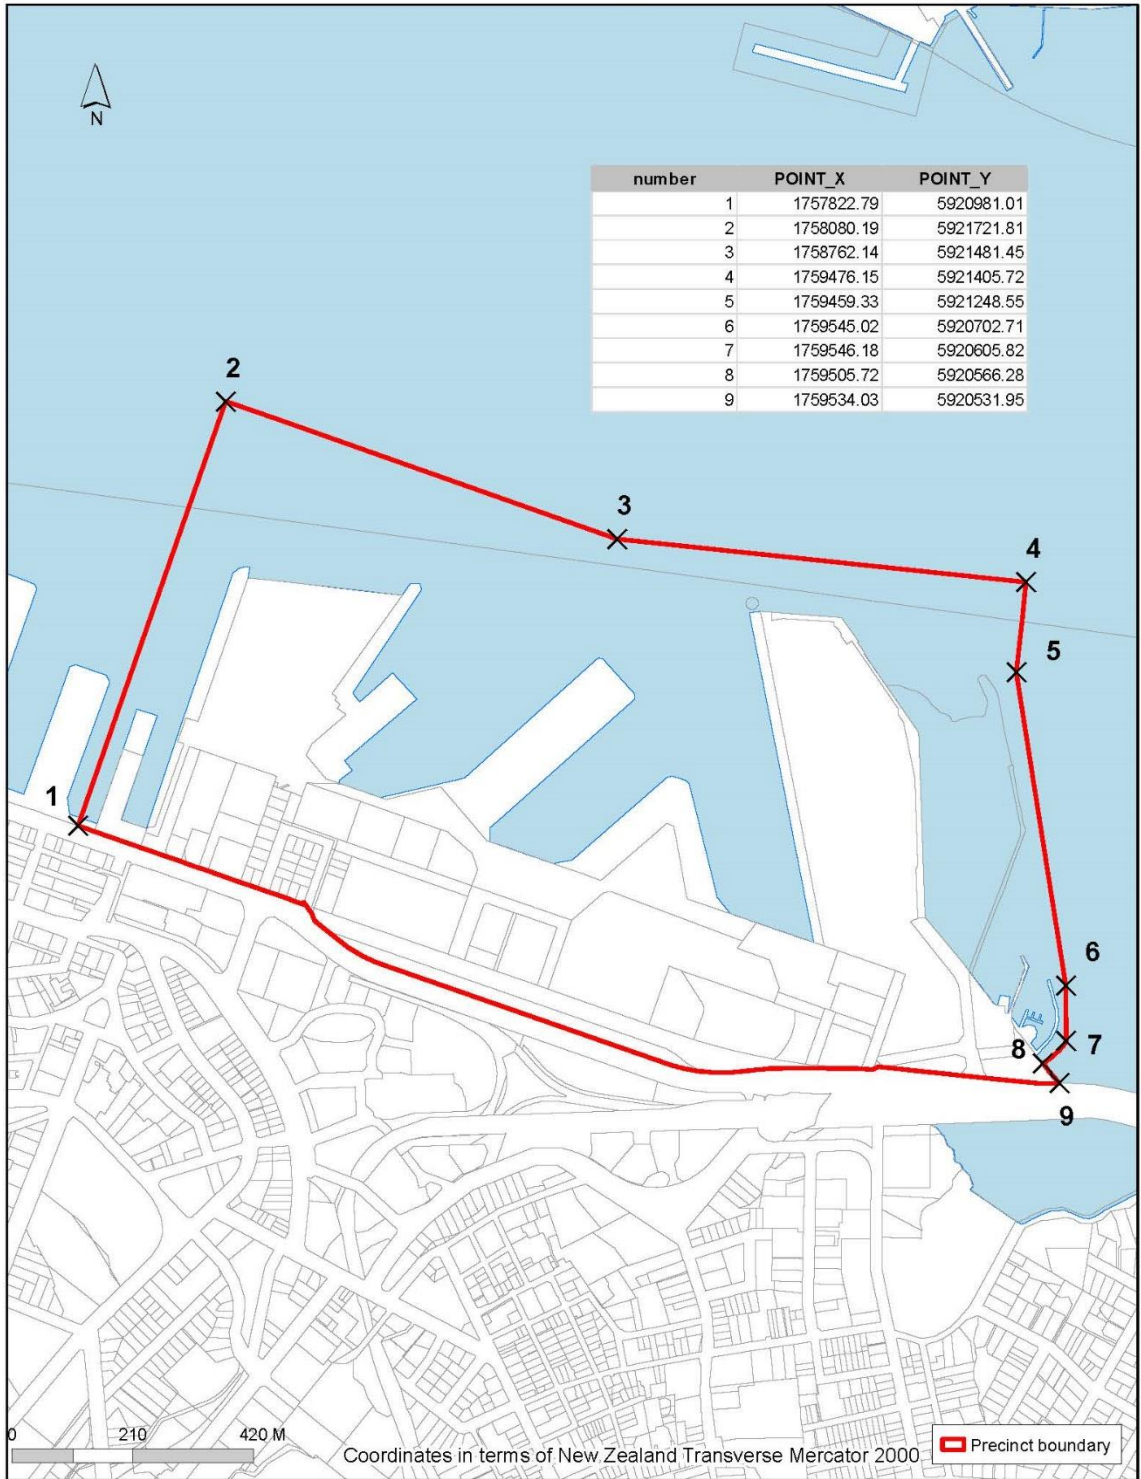 N
number POINT_X POINT_Y
1 1757822.79 5920981.01
2 1758080.19 5921721.81
3 1758762.14 5921481.45
4 1759476.15 5921405.72
5 1759459.33 5921248.55
6 1759545.02 5920702.71
7 1759546.18 5920605.82
8 1759505.72 5920566.28
9 1759534.03 5920531.95
2
3
4
5
1
6
7
8
9
0 210 420 M
Coordinates in terms of New Zealand Transverse Mercator 2000
Precinct boundary